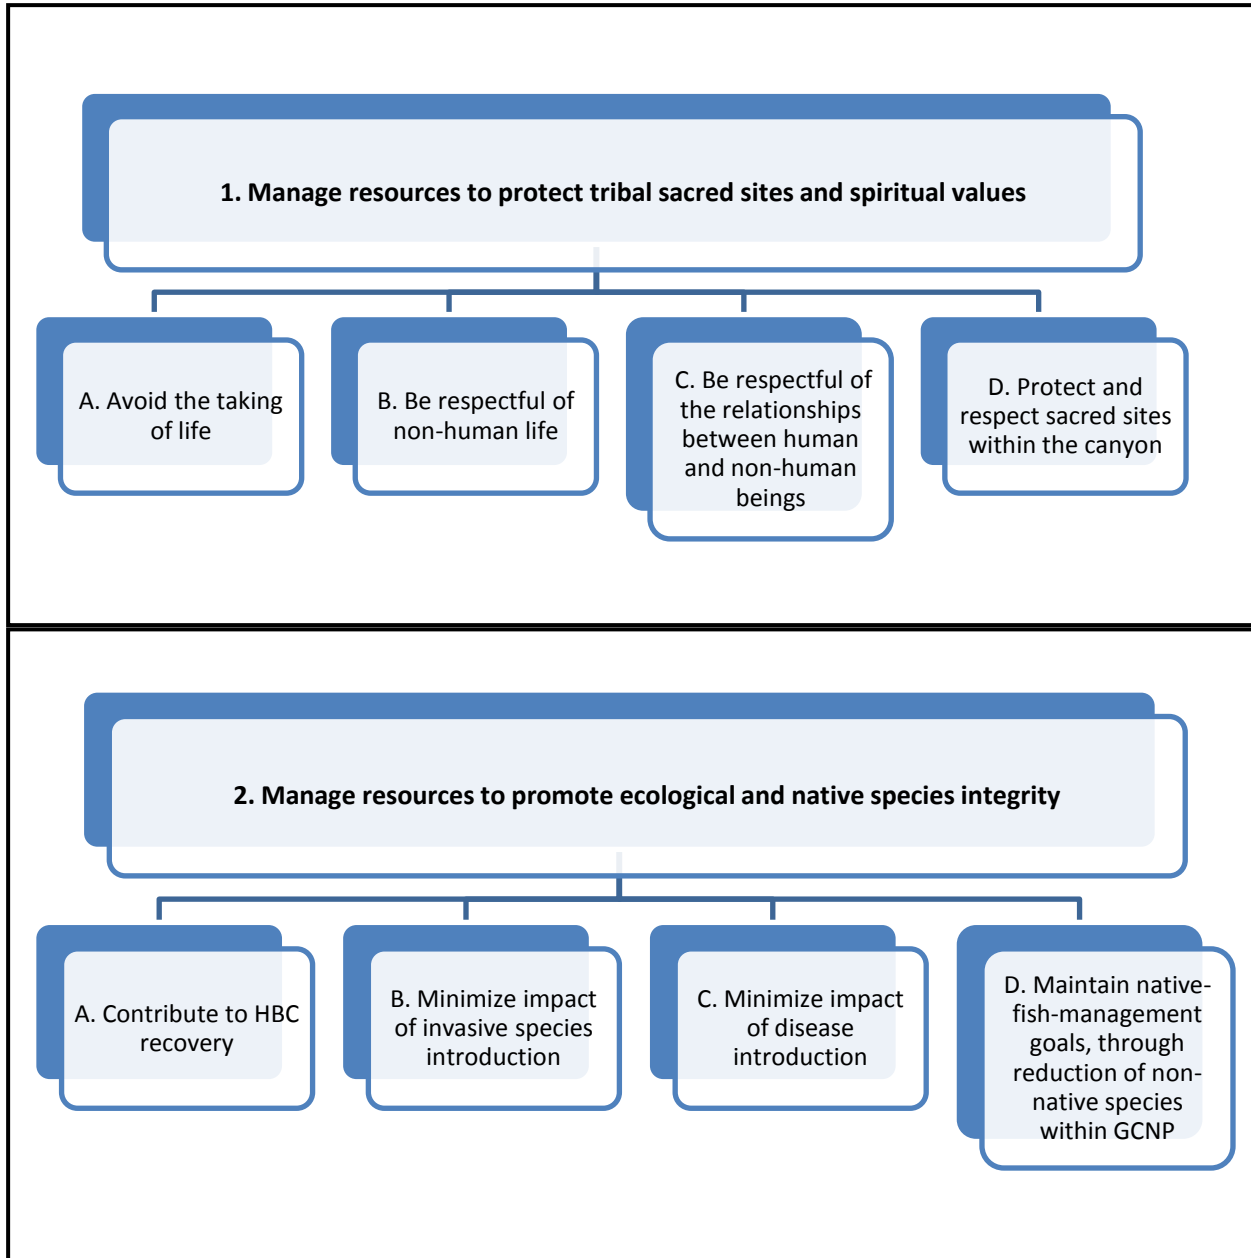 1. Manage resources to protect tribal sacred sites and spiritual values
A. Avoid the taking
of life
B. Be respectful of
non-human life
C. Be respectful of
the relationships
between human
and non-human
beings
D. Protect and
respect sacred sites
within the canyon
2. Manage resources to promote ecological and native species integrity
A. Contribute to HBC
recovery
B. Minimize impact
of invasive species
introduction
C. Minimize impact
of disease
introduction
D. Maintain native-
fish-management
goals, through
reduction of non-
native species
within GCNP